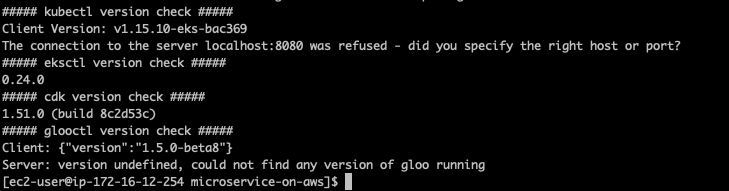 ##### kubectl version check #####
Client Version: v1.15.10-eks-bac369
The connection to the server localhost:8080 was refused - did you specify the right host or port?
##### eksctl version check #####
0.24.0
##### cdk version check #####
1.51.0 (build 8c2d53c)
##### glooctl version check #####
Client: {"version":"1.5.0-beta8"}
Server: version undefined, could not find any version of gloo running
[ec2-user@ip-172-16-12-254 microservice-on-aws]$